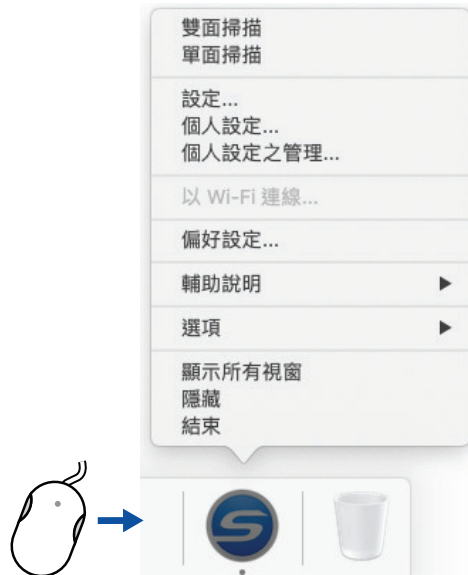 雙面掃描
單面掃描
設定...
個人設定...
個人設定之管理...
以 Wi-Fi 連線...
偏好設定...
輔助說明
選項
顯示所有視窗
隱藏
結束